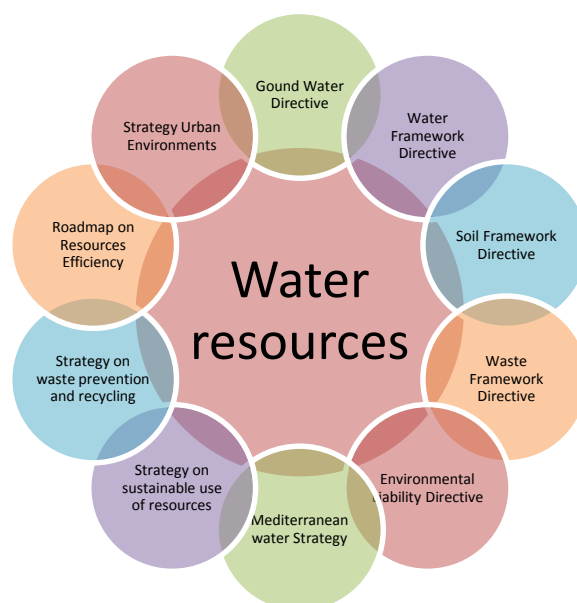 Gound Water
Directive
Water
Framework
Directive
Soil Framework
Directive
Waste
Framework
Directive
Environmental
Liability Directive
Mediterranean
water Strategy
Strategy on
sustainable use
of resources
Strategy on
waste prevention
and recycling
Roadmap on
Resources
Efficiency
Strategy Urban
Environments
Water
resources